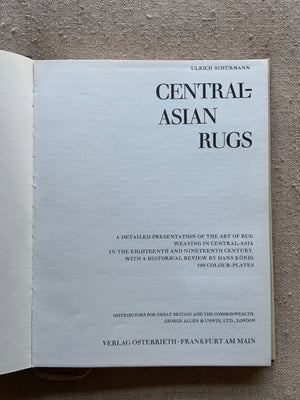 ULRICH SCHÜRMANN
CENTRAL-
ASIAN
RUGS
A DETAILED PRESENTATION OF THE ART OF RUG
WEAVING IN CENTRAL-ASIA
IN THE EIGHTEENTH AND NINETEENTH CENTURY,
WITH A HISTORICAL REVIEW BY HANS KÖNIG
100 COLOUR-PLATES
DISTRIBUTORS FOR GREAT BRITAIN AND THE COMMONWEALTH:
GEORGE ALLEN & UNWIN, LTD., LONDON
VERLAG OSTERRIETH · FRANKFURT AM MAIN